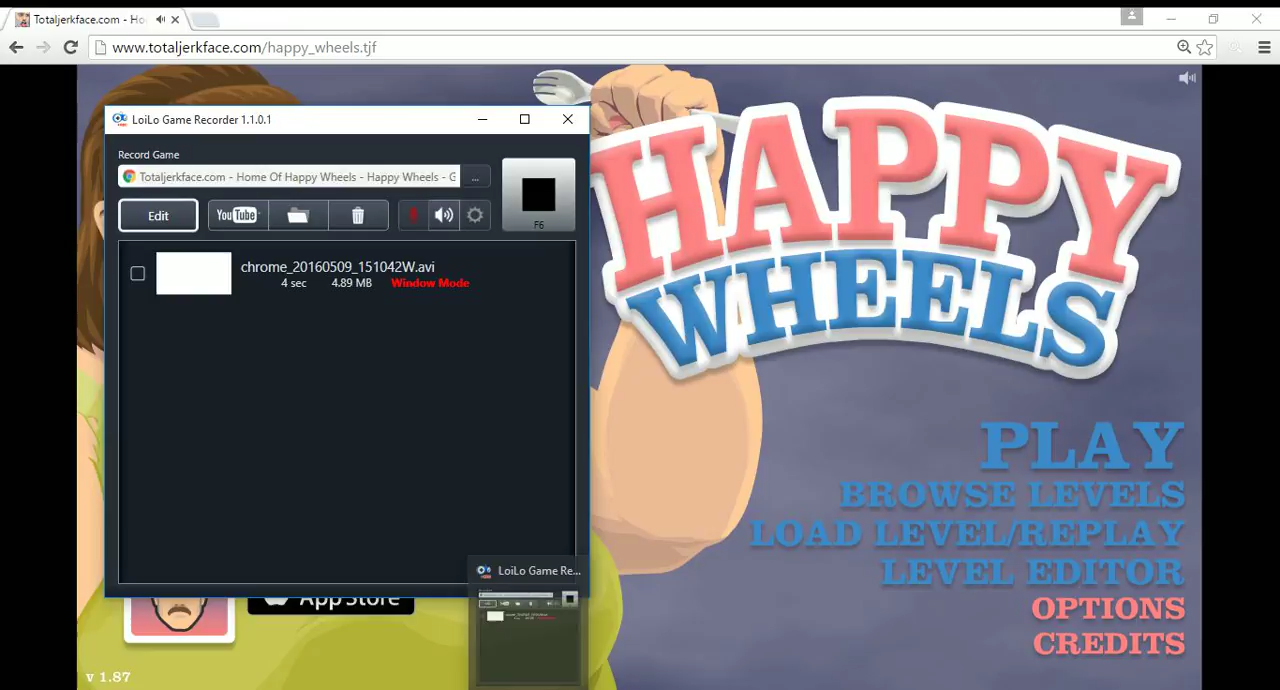 Totaljerkface.com - Ho
www.totaljerkface.com/happy_wheels.tjf
LoiLo Game Recorder 1.1.0.1
Record Game
Totaljerkface.com - Home Of Happy Wheels - Happy Wheels - G
...
Edit
YouTube
F6
chrome_20160509_151042W.avi
4 sec 4.89 MB Window Mode
HAPPY
WHEELS
PLAY
BROWSE LEVELS
LOAD LEVEL/REPLAY
LEVEL EDITOR
OPTIONS
CREDITS
LoiLo Game Re...
App Store
v 1.87